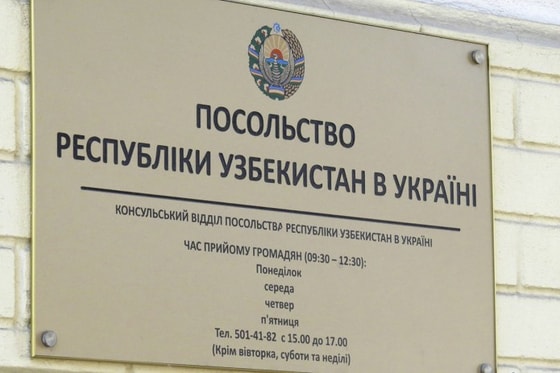 ПОСОЛЬСТВО
РЕСПУБЛІКИ УЗБЕКИСТАН В УКРАЇНІ
КОНСУЛЬСЬКИЙ ВІДДІЛ ПОСОЛЬСТВА РЕСПУБЛІКИ УЗБЕКИСТАН В УКРАЇНІ
ЧАС ПРИЙОМУ ГРОМАДЯН (09:30 – 12:30):
Понеділок
середа
четвер
п'ятниця
Тел. 501-41-82 с 15.00 до 17.00
(Крім вівторка, суботи та неділі)